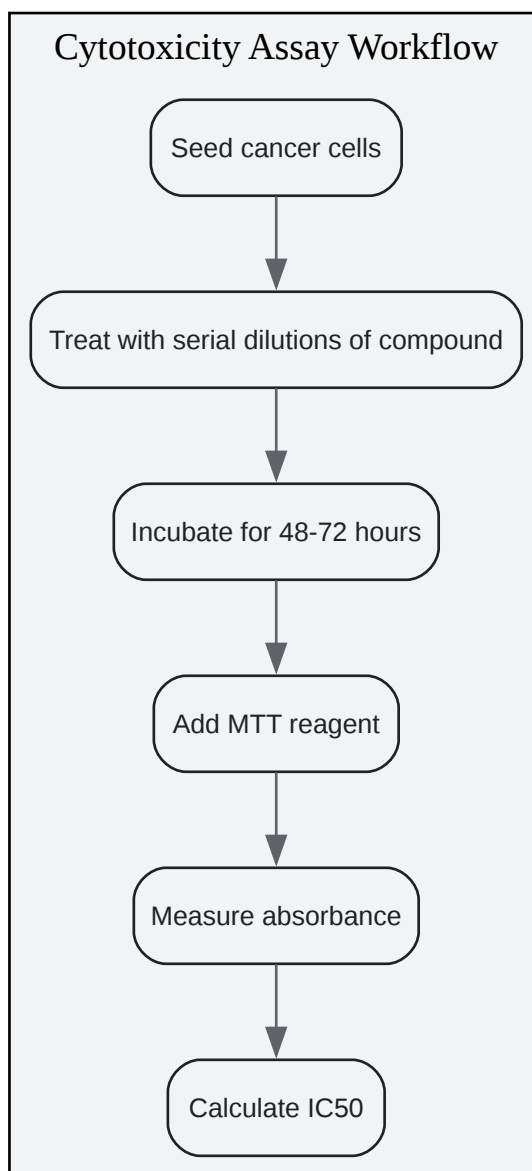 Cytotoxicity Assay Workflow
Seed cancer cells
Treat with serial dilutions of compound
Incubate for 48-72 hours
Add MTT reagent
Measure absorbance
Calculate IC50